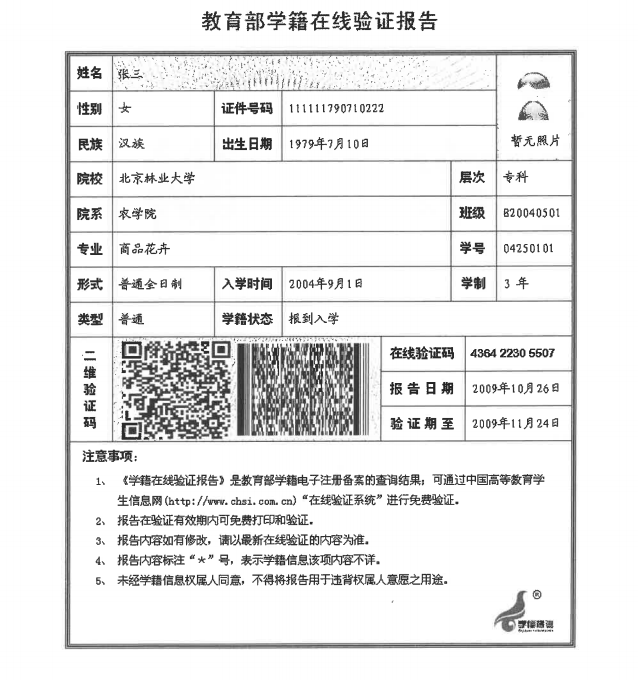 教育部学籍在线验证报告
姓名 张三
性别 女 证件号码 111111790710222
暂无照片
民族 汉族 出生日期 1979年7月10日
院校 北京林业大学 层次 专科
院系 农学院 班级 B20040501
专业 商品花卉 学号 04250101
形式 普通全日制 入学时间 2004年9月1日 学制 3 年
类型 普通 学籍状态 报到入学
二维验证码
在线验证码 4364 2230 5507
报告日期 2009年10月26日
验证期至 2009年11月24日
注意事项:
1、 《学籍在线验证报告》是教育部学籍电子注册备案的查询结果,可通过中国高等教育学
生信息网(http://www.chsi.com.cn)“在线验证系统”进行免费验证。
2、 报告在验证有效期内可免费打印和验证。
3、 报告内容如有修改,请以最新在线验证的内容为准。
4、 报告内容标注“*”号,表示学籍信息该项内容不详。
5、 未经学籍信息权属人同意,不得将报告用于违背权属人意愿之用途。
®